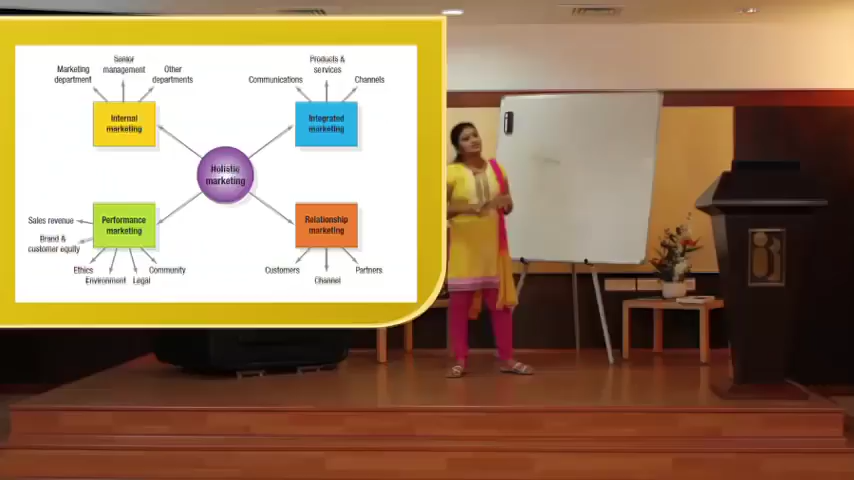 Marketing
department
Senior
management
Other
departments
Internal
marketing
Products &
services
Communications
Channels
Integrated
marketing
Holistic
marketing
Sales revenue
Brand &
customer equity
Performance
marketing
Ethics
Environment
Legal
Community
Relationship
marketing
Customers
Channel
Partners